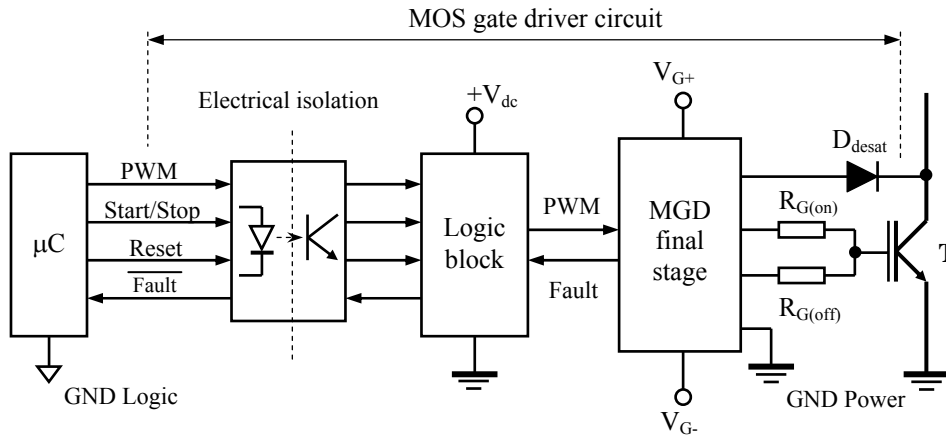 MOS gate driver circuit
Electrical isolation
+V_dc
V_G+
D_desat
μC
PWM
Start/Stop
Reset
F̅a̅u̅l̅t̅
Logic
block
PWM
Fault
MGD
final
stage
R_G(on)
R_G(off)
T
GND Logic
V_G-
GND Power